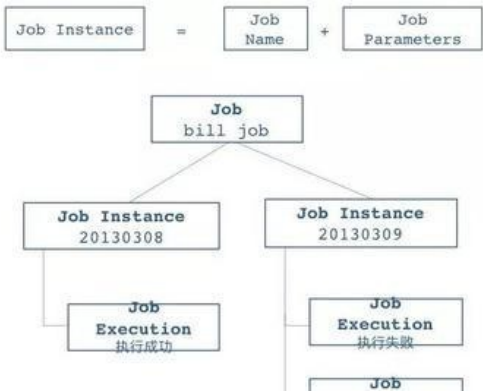 Job Instance = Job Name + Job Parameters
Job
bill job
Job Instance
20130308
Job Instance
20130309
Job
Execution
执行成功
Job
Execution
执行失败
Job